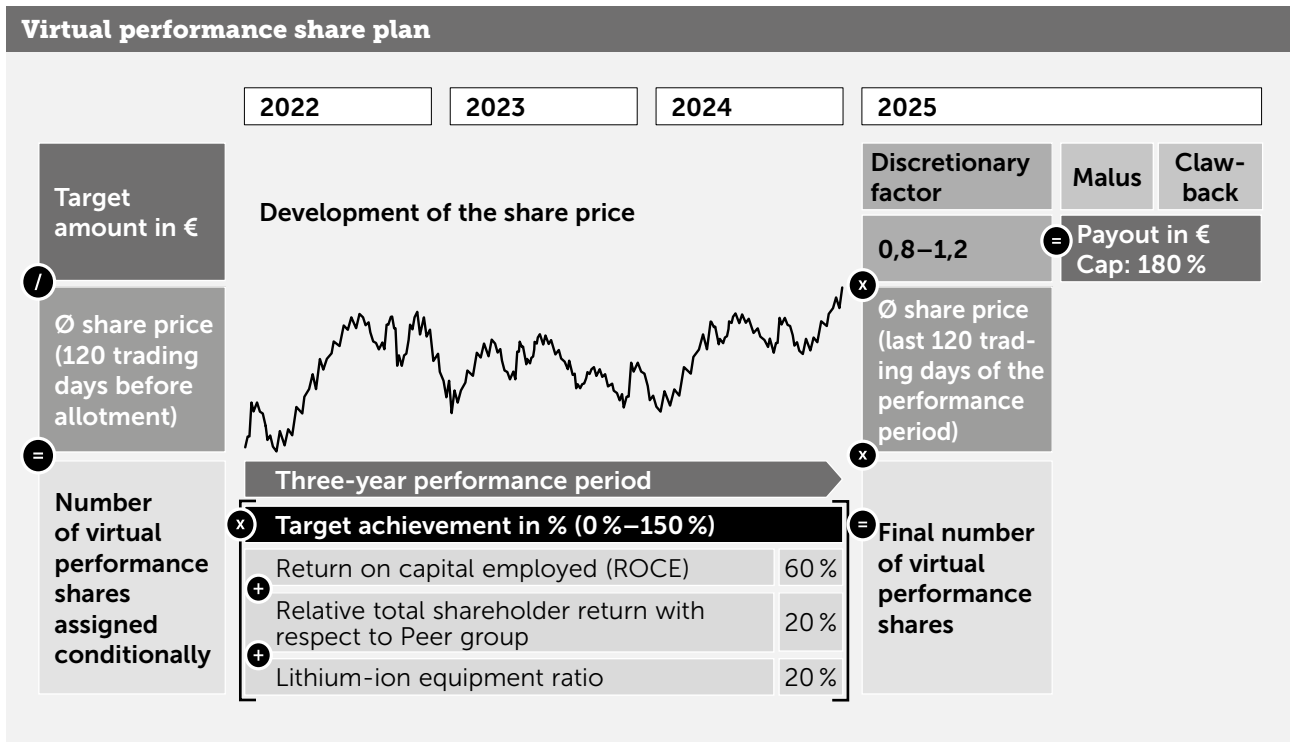 Virtual performance share plan
2022
2023
2024
2025
Target
amount in €
/
Ø share price
(120 trading
days before
allotment)
=
Number
of virtual
performance
shares
assigned
conditionally
Development of the share price
Three-year performance period
x
Target achievement in % (0 %–150 %)
Return on capital employed (ROCE)
60 %
+
Relative total shareholder return with
respect to Peer group
20 %
+
Lithium-ion equipment ratio
20 %
=
Discretionary
factor
0,8–1,2
x
Ø share price
(last 120 trad-
ing days of the
performance
period)
x
Final number
of virtual
performance
shares
Malus
Claw-
back
=
Payout in €
Cap: 180 %